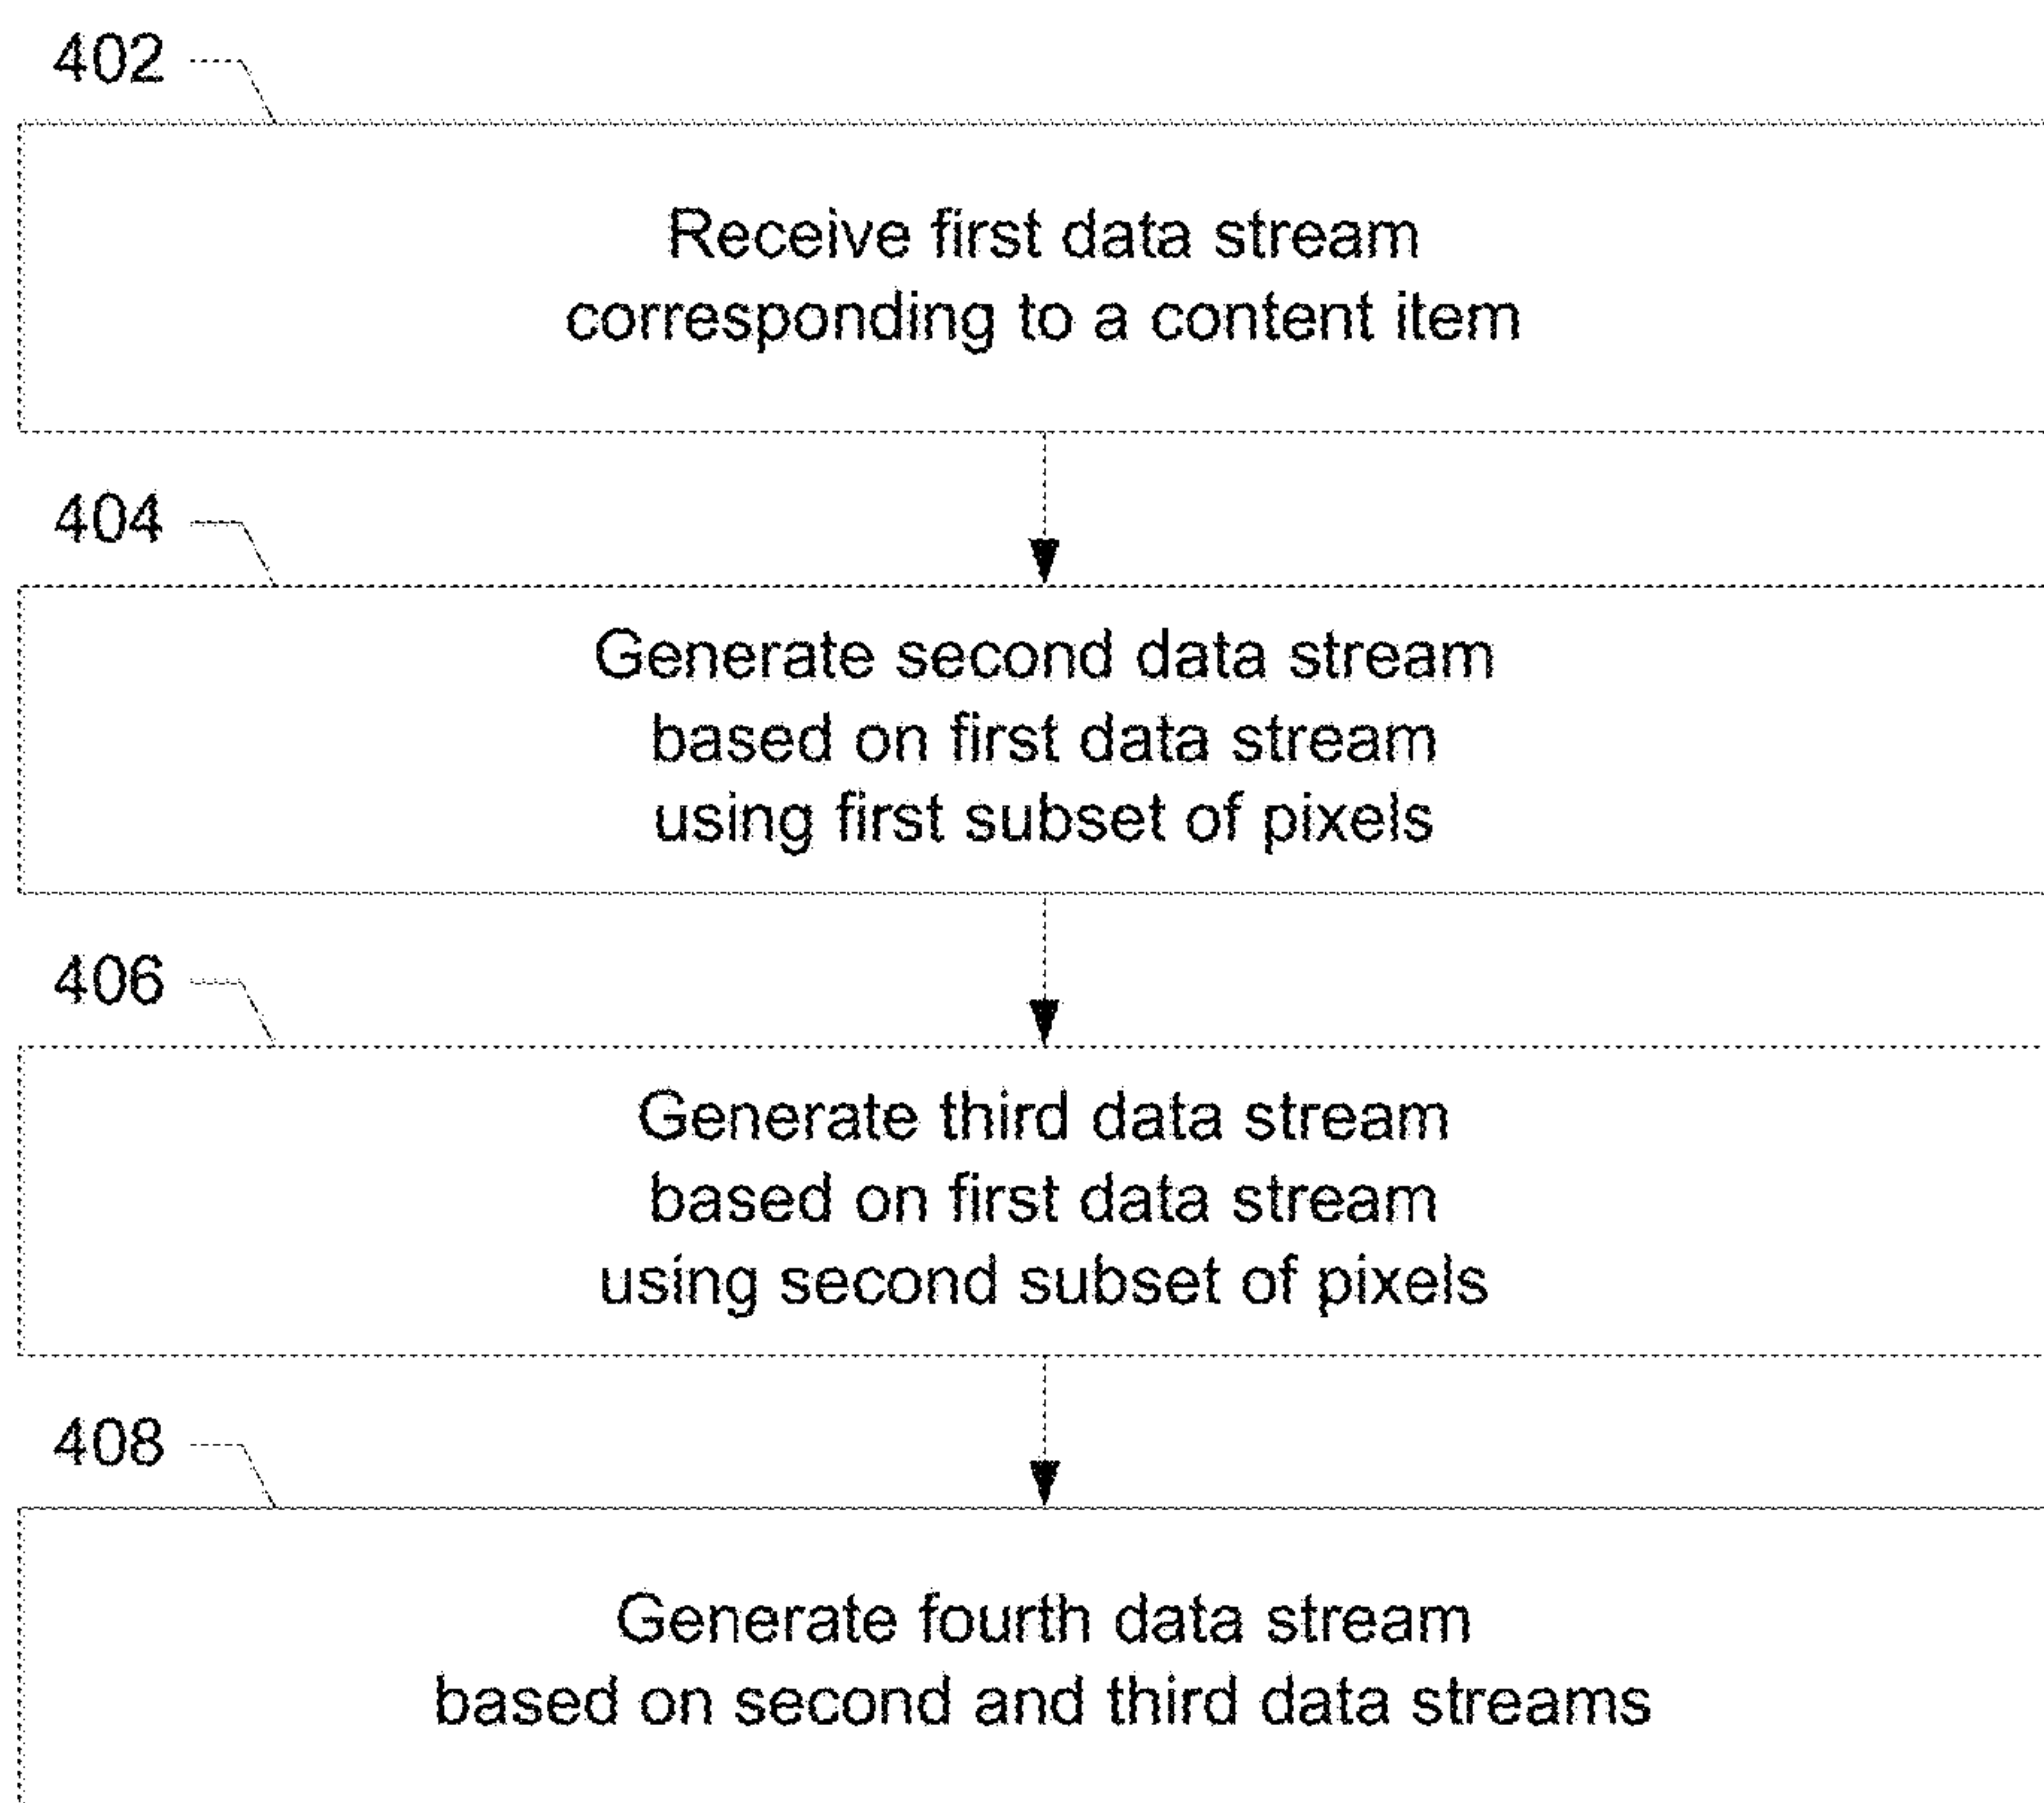 402
Receive first data stream
corresponding to a content item
404
Generate second data stream
based on first data stream
using first subset of pixels
406
Generate third data stream
based on first data stream
using second subset of pixels
408
Generate fourth data stream
based on second and third data streams